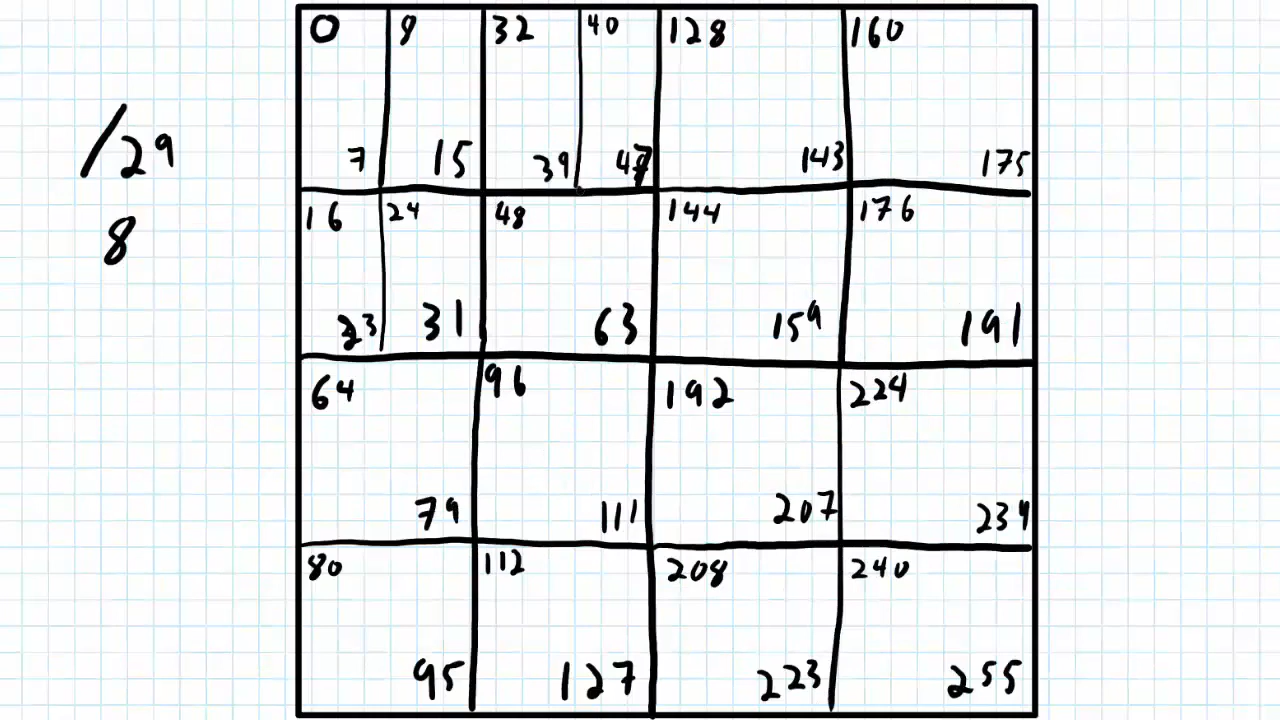 0 8 32 40 128 160
/29
7 15 39 47 143 175
16 24 48 144 176
8
23 31 63 159 191
64 96 192 224
79 111 207 239
80 112 208 240
95 127 223 255